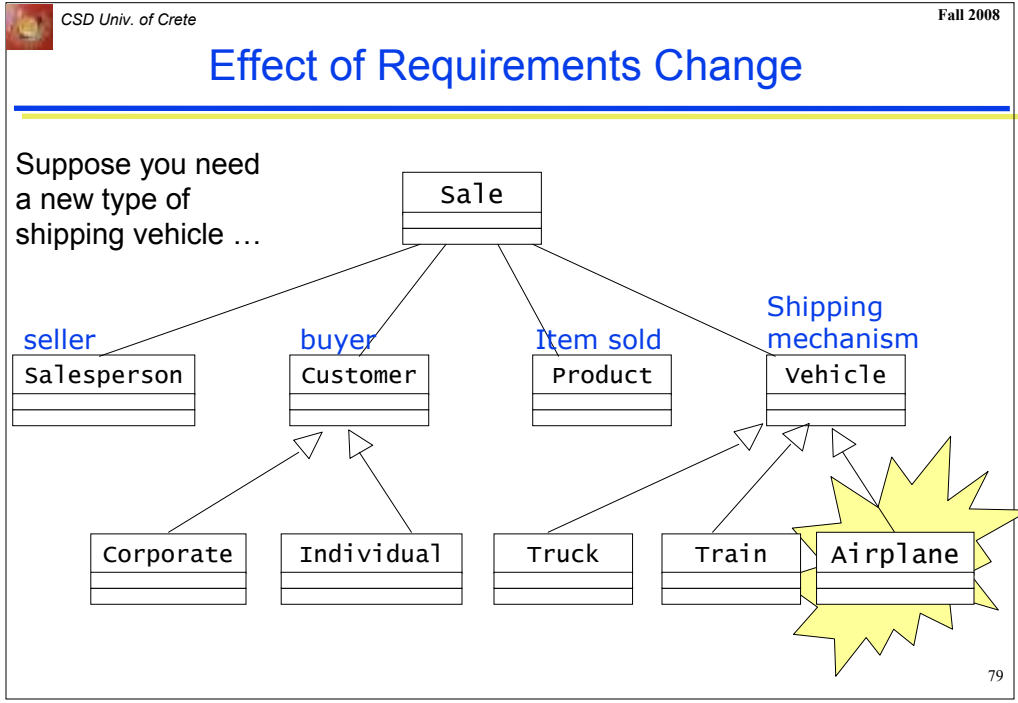 CSD Univ. of Crete
Fall 2008
Effect of Requirements Change
Suppose you need
a new type of
shipping vehicle …
Sale
seller
buyer
Item sold
Shipping
mechanism
Salesperson
Customer
Product
Vehicle
Corporate
Individual
Truck
Train
Airplane
79